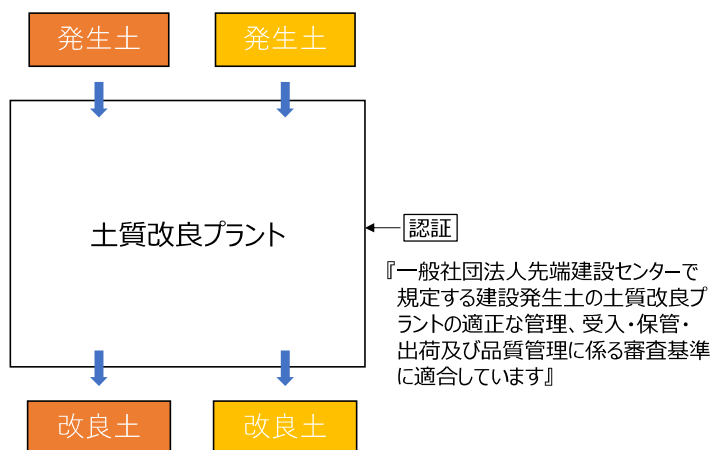 発生土
発生土
土質改良プラント
認証
『一般社団法人先端建設センターで
規定する建設発生土の土質改良プ
ラントの適正な管理、受入・保管・
出荷及び品質管理に係る審査基準
に適合しています』
改良土
改良土